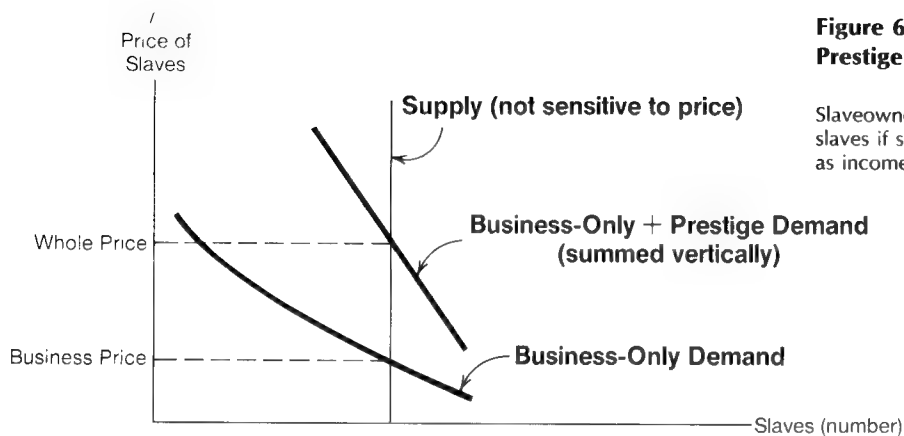 Price of
Slaves
Figure 6
Prestige
Slaveowne
slaves if s
as income
Supply (not sensitive to price)
Business-Only + Prestige Demand
(summed vertically)
Whole Price
Business Price
Business-Only Demand
Slaves (number)